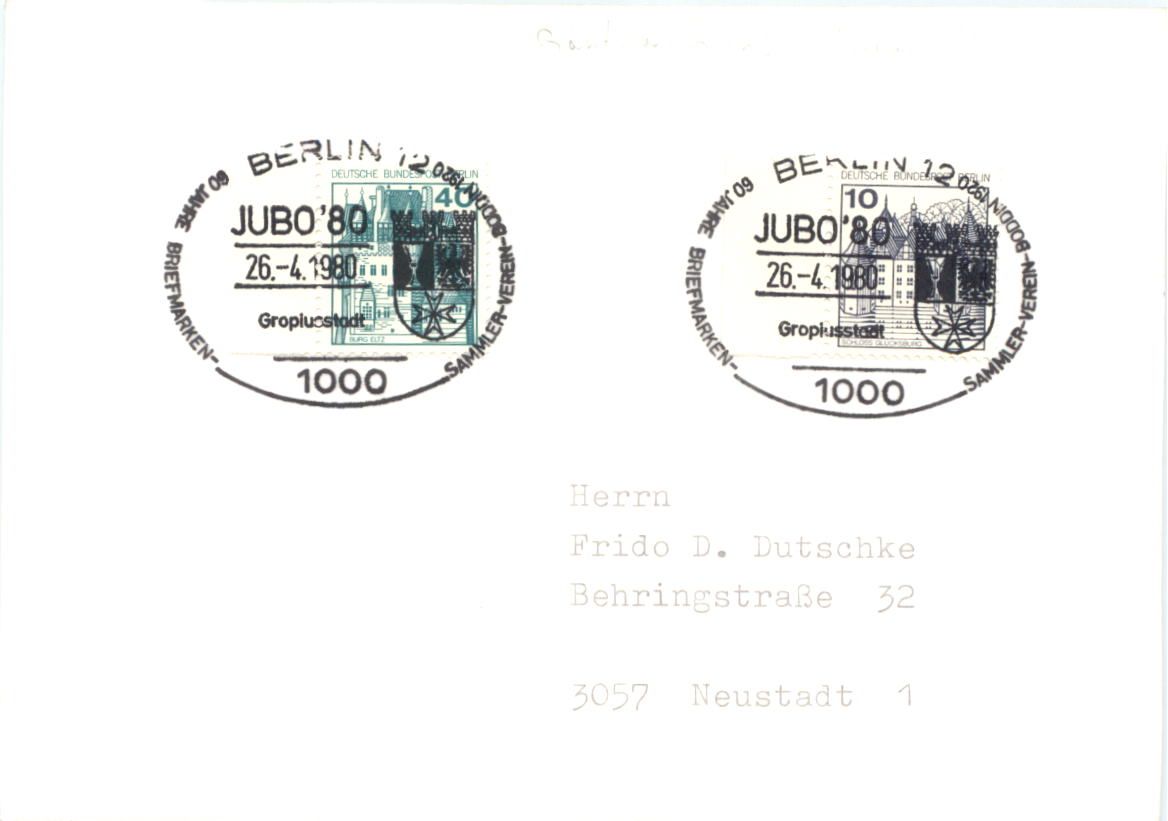 BERLIN 12
60 JAHRE BRIEFMARKEN-SAMMLER-VEREIN-BODDIN 1920
DEUTSCHE BUNDESPOST BERLIN
40
JUBO'80
26.-4.1980
Gropiusstadt
BURG ELTZ
1000
BERLIN 12
60 JAHRE BRIEFMARKEN-SAMMLER-VEREIN-BODDIN 1920
DEUTSCHE BUNDESPOST BERLIN
10
JUBO'80
26.-4.1980
Gropiusstadt
SCHLOSS GLÜCKSBURG
1000
Herrn
Frido D. Dutschke
Behringstraße 32
3057 Neustadt 1